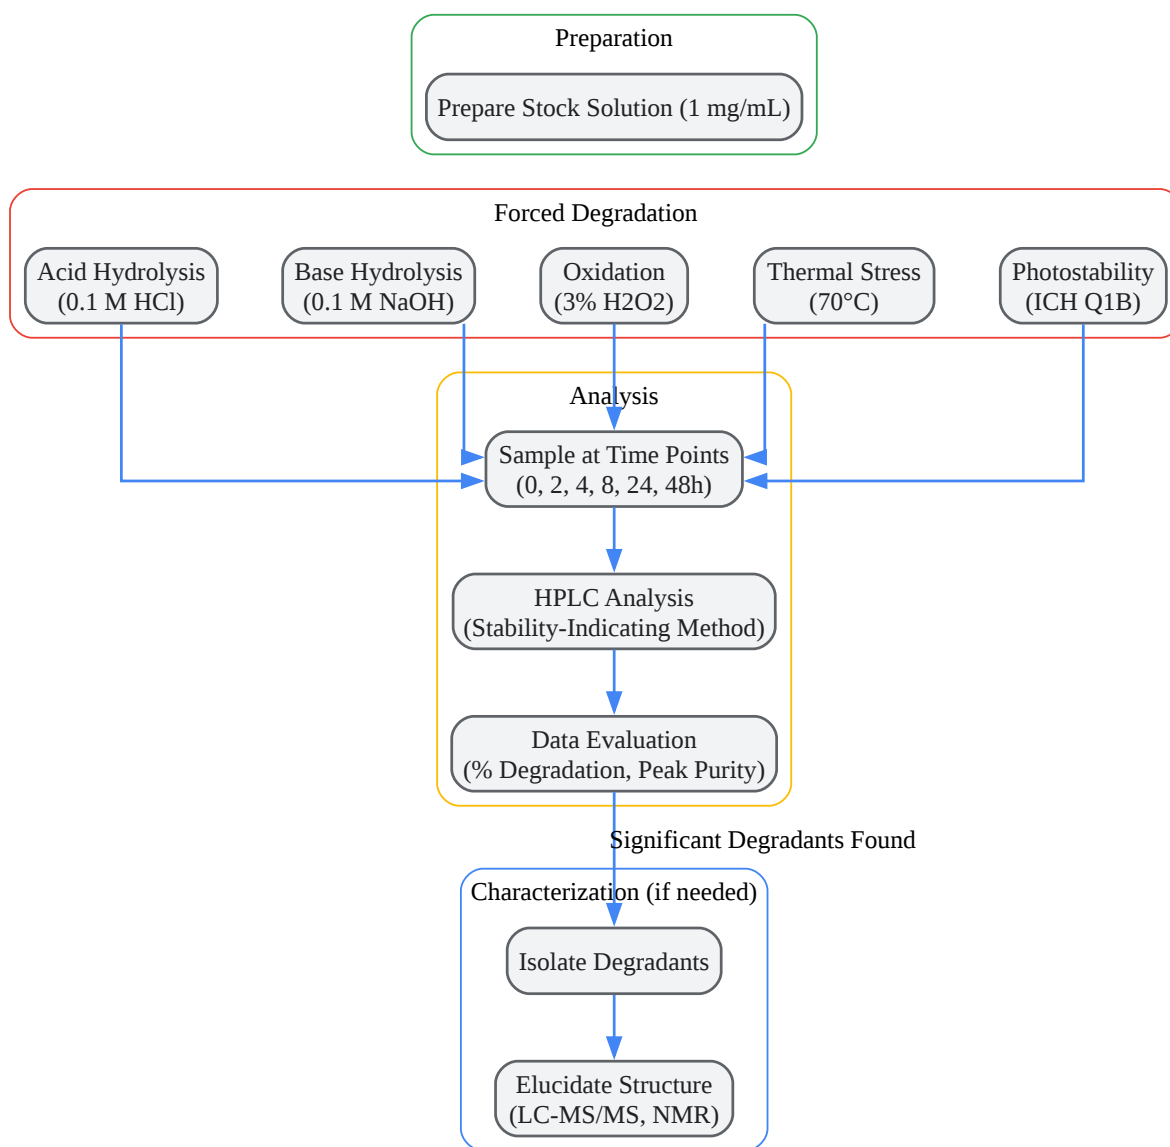 Preparation
Prepare Stock Solution (1 mg/mL)
Forced Degradation
Acid Hydrolysis
(0.1 M HCl)
Base Hydrolysis
(0.1 M NaOH)
Oxidation
(3% H2O2)
Thermal Stress
(70°C)
Photostability
(ICH Q1B)
Analysis
Sample at Time Points
(0, 2, 4, 8, 24, 48h)
HPLC Analysis
(Stability-Indicating Method)
Data Evaluation
(% Degradation, Peak Purity)
Significant Degradants Found
Characterization (if needed)
Isolate Degradants
Elucidate Structure
(LC-MS/MS, NMR)